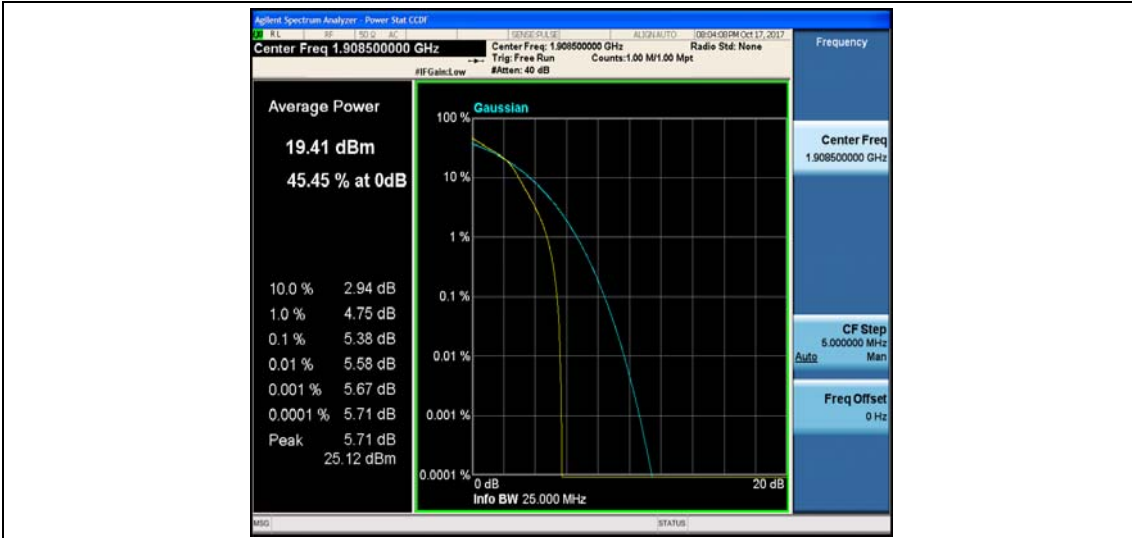 Agilent Spectrum Analyzer - Power Stat CCDF
RL RF 50 Ω AC SENSE:PULSE ALIGN AUTO 08:04:08 PM Oct 17, 2017
Center Freq 1.908500000 GHz
Center Freq: 1.908500000 GHz Radio Std: None
Trig: Free Run Counts:1.00 M/1.00 Mpt
#IFGain:Low #Atten: 40 dB
Frequency
Average Power
19.41 dBm
45.45 % at 0dB
10.0 % 2.94 dB
1.0 % 4.75 dB
0.1 % 5.38 dB
0.01 % 5.58 dB
0.001 % 5.67 dB
0.0001 % 5.71 dB
Peak 5.71 dB
25.12 dBm
Gaussian
100 %
10 %
1 %
0.1 %
0.01 %
0.001 %
0.0001 %
0 dB 20 dB
Info BW 25.000 MHz
Center Freq
1.908500000 GHz
CF Step
5.000000 MHz
Auto Man
Freq Offset
0 Hz
MSG STATUS